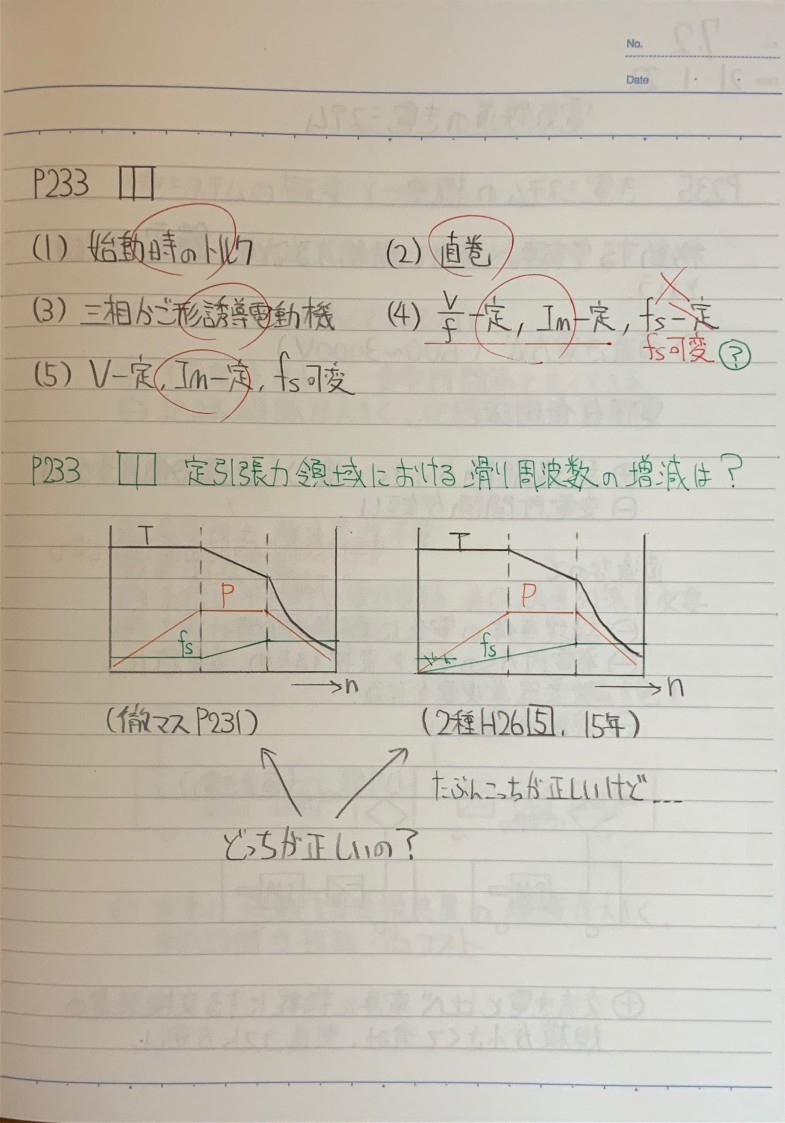 No.
Date
P233 [1]
(1) 始動時のトルク (2) 直巻
(3) 三相かご形誘導電動機 (4) V/f 一定, Im一定, fs一定
fs可変 ?
(5) V一定, Im一定, fs可変
P233 [1] 定引張力領域における滑り周波数の増減は?
T T
P P
fs fs
n n
(徹マスP231) (2種H26[5], 15年)
たぶんこっちが正しいけど...
どっちが正しいの?